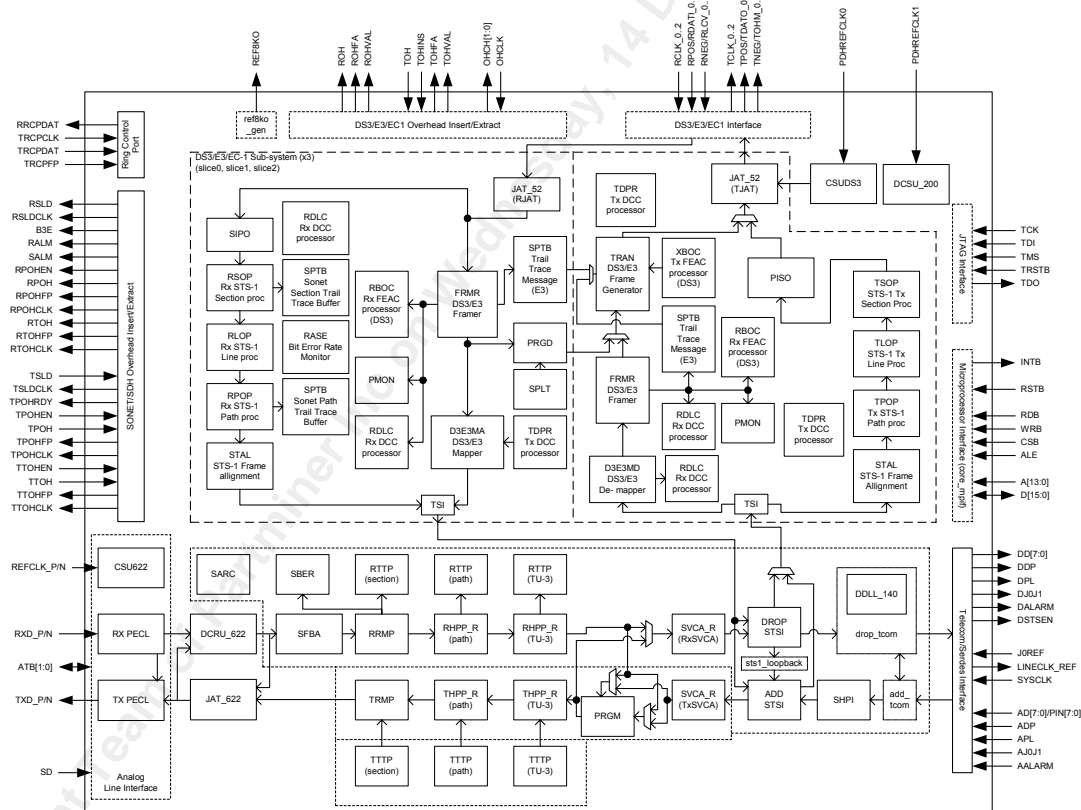 REF8KO
ROH
ROHFA
ROHVAL
TOH
TOHINS
TOHFA
TOHVAL
OHCH[1:0]
OHCLK
RCLK_0..2
RPOS/RDATI_0..
RNEG/RLCV_0..
TCLK_0..2
TPOS/TDATO_0..
TNEG/TOHM_0..
PDHREFCLK0
PDHREFCLK1
RRCPDAT
TRCPCLK
TRCPDAT
TRCPFP
Ring Control
Port
ref8ko
_gen
DS3/E3/EC1 Overhead Insert/Extract
DS3/E3/EC1 Interface
DS3/E3/EC-1 Sub-system (x3)
(slice0, slice1, slice2)
JAT_52
(RJAT)
TDPR
Tx DCC
processor
JAT_52
(TJAT)
CSUDS3
DCSU_200
RSLD
RSLDCLK
B3E
RALM
SALM
RPOHEN
RPOH
RPOHFP
RPOHCLK
RTOH
RTOHFP
RTOHCLK
TSLD
TSLDCLK
TPOHRDY
TPOHEN
TPOH
TPOHFP
TPOHCLK
TTOHEN
TTOH
TTOHFP
TTOHCLK
SONET/SDH Overhead Insert/Extract
SIPO
RDLC
Rx DCC
processor
RSOP
Rx STS-1
Section proc
SPTB
Sonet
Section Trail
Trace Buffer
RLOP
Rx STS-1
Line proc
RASE
Bit Error Rate
Monitor
RPOP
Rx STS-1
Path proc
SPTB
Sonet Path
Trail Trace
Buffer
STAL
STS-1 Frame
allignment
RBOC
Rx FEAC
processor
(DS3)
PMON
RDLC
Rx DCC
processor
FRMR
DS3/E3
Framer
D3E3MA
DS3/E3
Mapper
SPTB
Trail
Trace
Message
(E3)
PRGD
SPLT
TDPR
Tx DCC
processor
TSI
TRAN
DS3/E3
Frame
Generator
XBOC
Tx FEAC
processor
(DS3)
PISO
TSOP
STS-1 Tx
Section Proc
SPTB
Trail
Trace
Message
(E3)
RBOC
Rx FEAC
processor
(DS3)
TLOP
STS-1 Tx
Line Proc
FRMR
DS3/E3
Framer
RDLC
Rx DCC
processor
PMON
TDPR
Tx DCC
processor
TPOP
Tx STS-1
Path proc
D3E3MD
DS3/E3
De- mapper
RDLC
Rx DCC
processor
STAL
STS-1 Frame
Allignment
TSI
JTAG Interface
TCK
TDI
TMS
TRSTB
TDO
Microprocessor Interface (core_mpif)
INTB
RSTB
RDB
WRB
CSB
ALE
A[13:0]
D[15:0]
REFCLK_P/N
RXD_P/N
ATB[1:0]
TXD_P/N
SD
CSU622
RX PECL
TX PECL
Analog
Line Interface
SARC
SBER
RTTP
(section)
RTTP
(path)
RTTP
(TU-3)
DCRU_622
SFBA
RRMP
RHPP_R
(path)
RHPP_R
(TU-3)
SVCA_R
(RxSVCA)
DROP
STSI
DDLL_140
drop_tcom
sts1_loopback
JAT_622
TRMP
THPP_R
(path)
THPP_R
(TU-3)
PRGM
SVCA_R
(TxSVCA)
ADD
STSI
SHPI
add_
tcom
TTTP
(section)
TTTP
(path)
TTTP
(TU-3)
Telecom/Serdes Interface
DD[7:0]
DDP
DPL
DJ0J1
DALARM
DSTSEN
J0REF
LINECLK_REF
SYSCLK
AD[7:0]/PIN[7:0]
ADP
APL
AJ0J1
AALARM